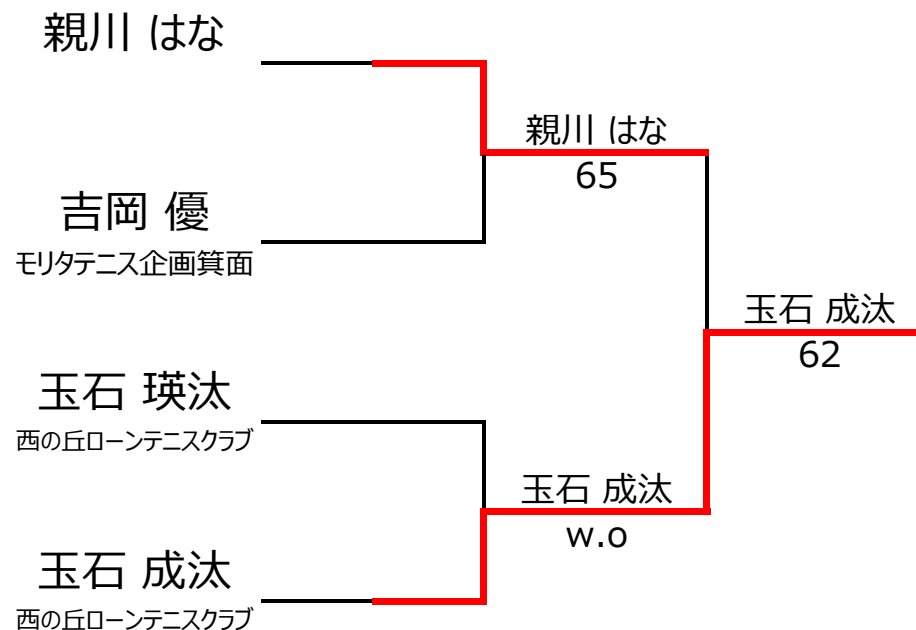 親川 はな
親川 はな
65
吉岡 優
モリタテニス企画箕面
玉石 成汰
62
玉石 瑛汰
西の丘ローンテニスクラブ
玉石 成汰
w.o
玉石 成汰
西の丘ローンテニスクラブ